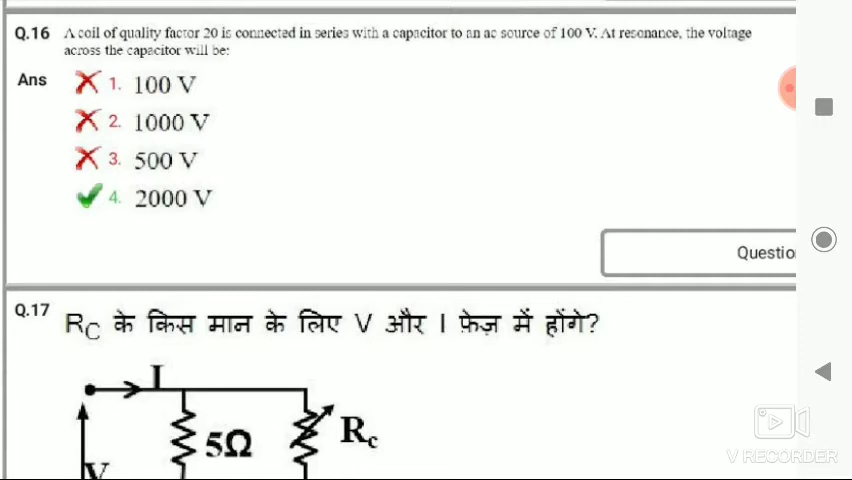 Q.16 A coil of quality factor 20 is connected in series with a capacitor to an ac source of 100 V. At resonance, the voltage
across the capacitor will be:
Ans
1. 100 V
2. 1000 V
3. 500 V
4. 2000 V
Questio
Q.17 RC के किस मान के लिए V और I फ़ेज़ में होंगे?
I
5Ω
Rc
V
V RECORDER